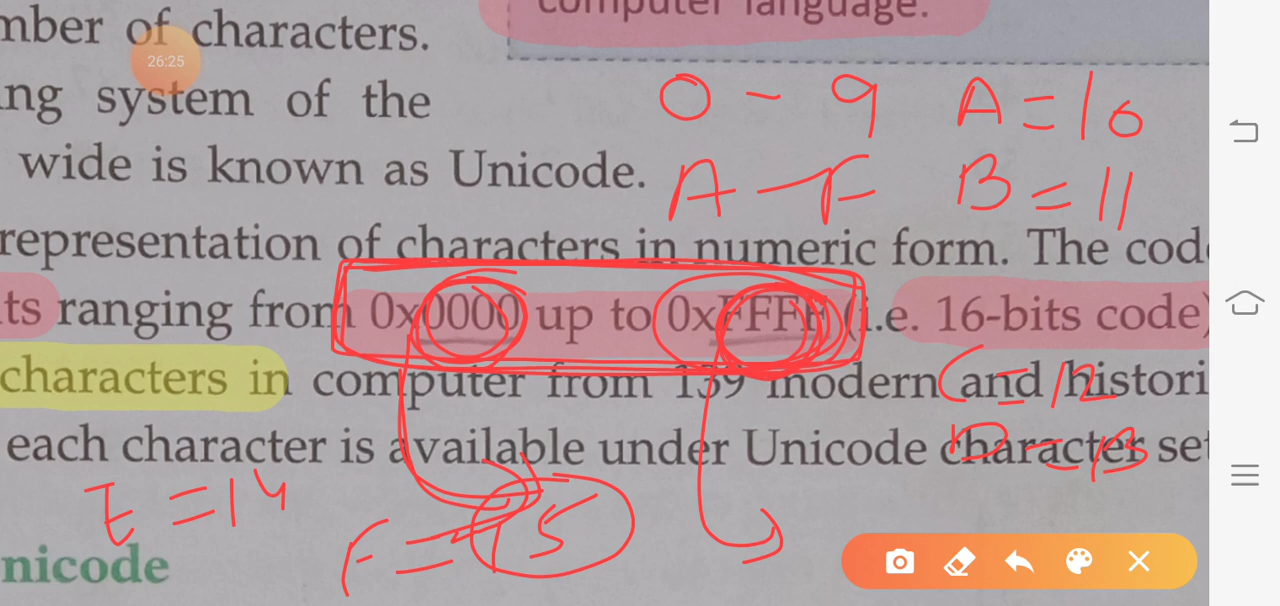 computer language.
mber of characters.
26:25
ng system of the
wide is known as Unicode.
0 - 9 A = 10
A - F B = 11
representation of characters in numeric form. The cod
ts ranging from 0x0000 up to 0xFFFF (i.e. 16-bits code)
characters in computer from 139 modern and histori
C = 12
each character is available under Unicode character set
D = 13
E = 14
F = 15
nicode